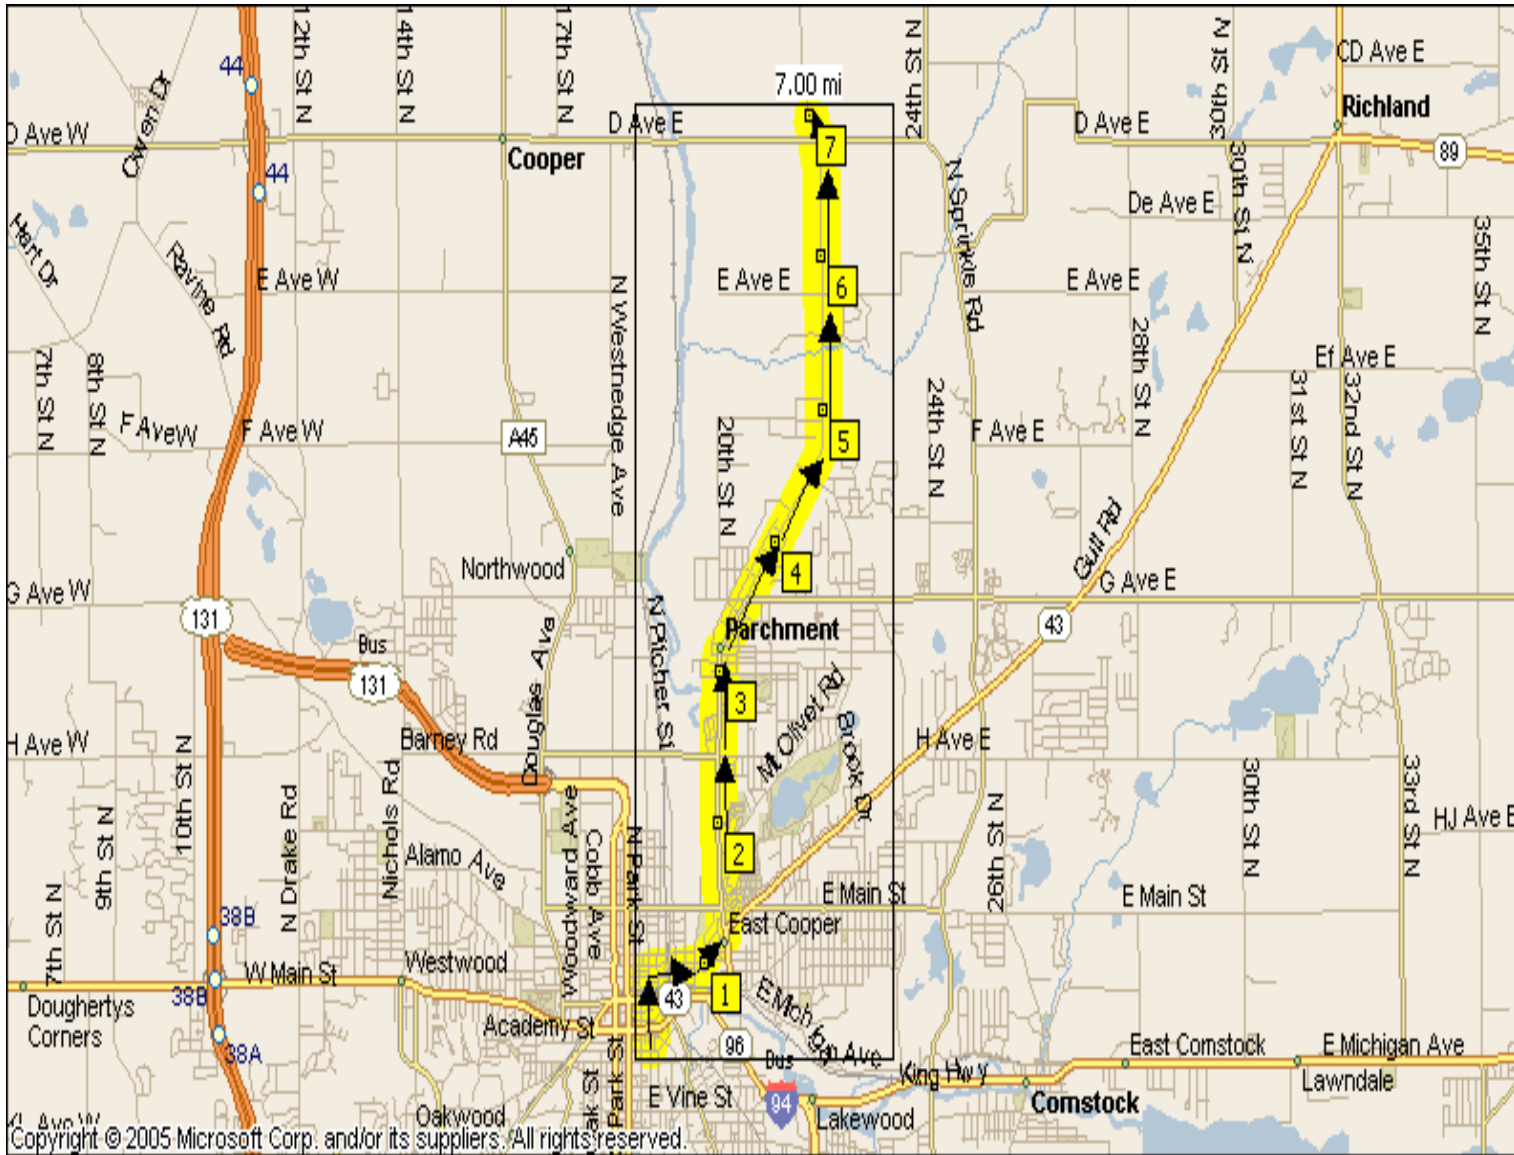 44
12th St N
14th St N
17th St N
24th St N
30th St N
CD Ave E
7.00 mi
Richland
Owen Dr
D Ave W
D Ave E
D Ave E
Cooper
7
89
44
30th St N
N Sprinkle Rd
De Ave E
Hart Dr
Ravine Rd
E Ave W
N Westnedge Ave
E Ave E
6
E Ave E
35th St N
7th St N
8th St N
28th St N
Ef Ave E
31st St N
32nd St N
F Ave W
F Ave W
A45
20th St N
5
24th St N
F Ave E
Gull Rd
Northwood
4
G Ave W
G Ave E
131
Bus
131
Douglas Ave
N Pitcher St
Parchment
43
3
Mt Olivet Rd
Brook Dr
H Ave W
Barney Rd
H Ave E
10th St N
9th St N
N Drake Rd
Nichols Rd
Alamo Ave
Woodward Ave
Cobb Ave
N Park St
2
26th St N
30th St N
33rd St N
HJ Ave E
E Main St
E Main St
7th St N
38B
East Cooper
W Main St
Westwood
38B
Doughertys
Corners
43
1
E Michigan Ave
Academy St
96
38A
Park St
East Comstock
E Michigan Ave
Bus
King Hwy
Lawndale
Comstock
E Vine St
94
Lakewood
Oakwood
Copyright © 2005 Microsoft Corp. and/or its suppliers. All rights reserved.